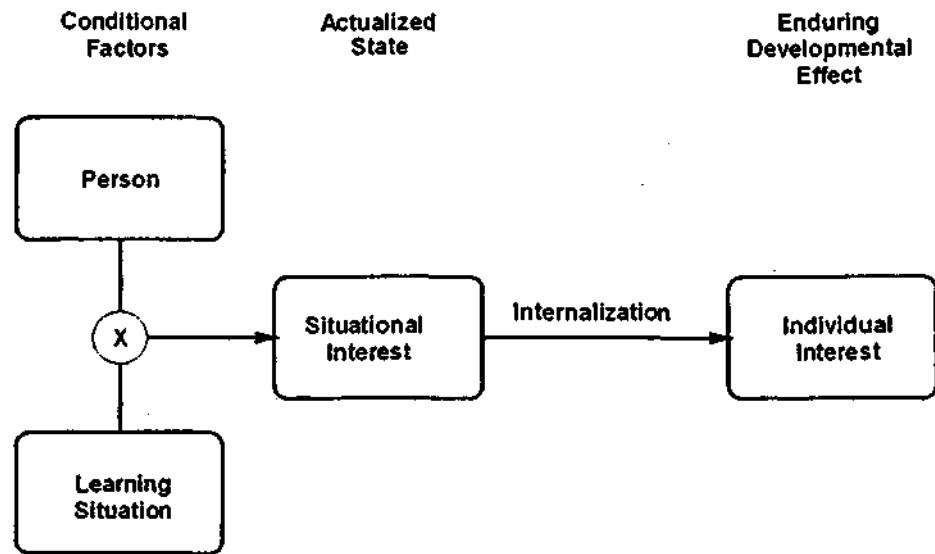 Conditional
Factors
Actualized
State
Enduring
Developmental
Effect
Person
X
Situational
Interest
Internalization
Individual
Interest
Learning
Situation